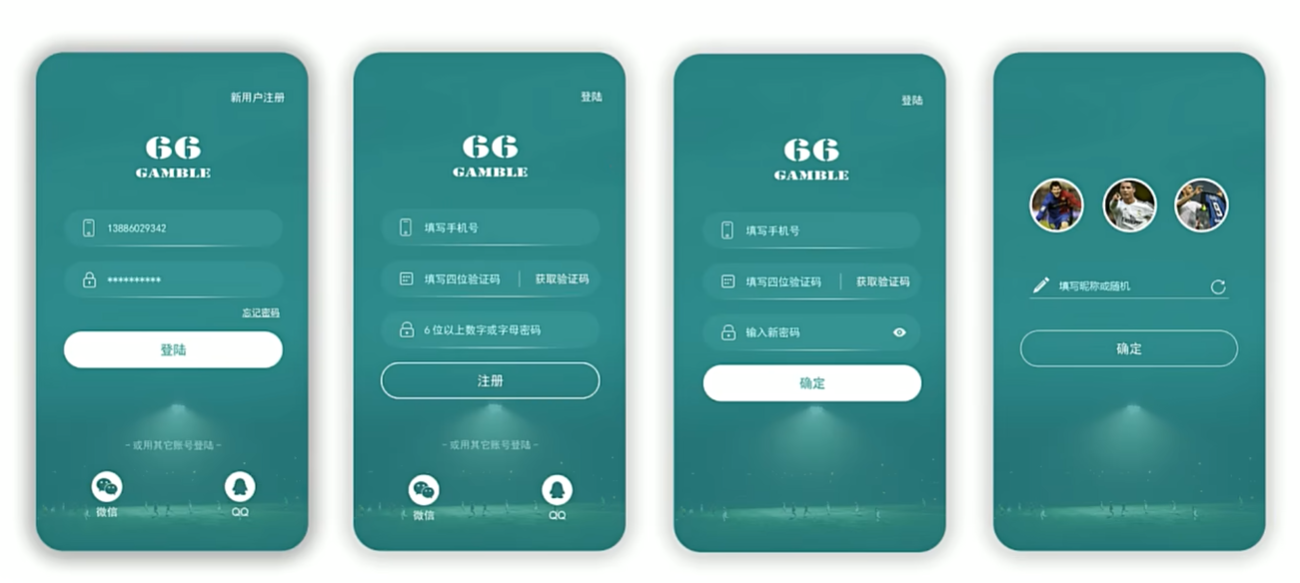 新用户注册
66
GAMBLE
13886029342
**********
忘记密码
登陆
-或用其它账号登陆-
微信
QQ
登陆
66
GAMBLE
填写手机号
填写四位验证码
获取验证码
6 位以上数字或字母密码
注册
-或用其它账号登陆-
微信
QQ
登陆
66
GAMBLE
填写手机号
填写四位验证码
获取验证码
输入新密码
确定
填写昵称或随机
确定